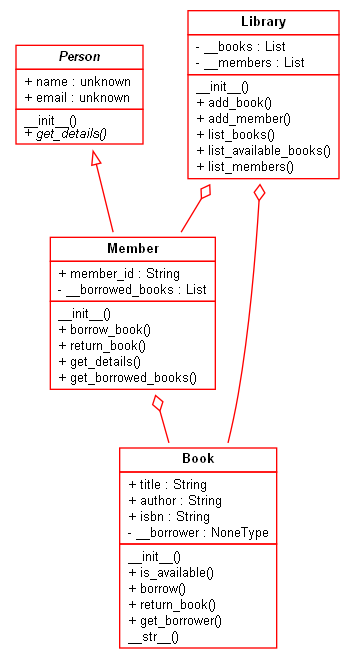 Library
- __books : List
- __members : List
__init__()
+ add_book()
+ add_member()
+ list_books()
+ list_available_books()
+ list_members()
Person
+ name : unknown
+ email : unknown
__init__()
+ get_details()
Member
+ member_id : String
- __borrowed_books : List
__init__()
+ borrow_book()
+ return_book()
+ get_details()
+ get_borrowed_books()
Book
+ title : String
+ author : String
+ isbn : String
- __borrower : NoneType
__init__()
+ is_available()
+ borrow()
+ return_book()
+ get_borrower()
__str__()